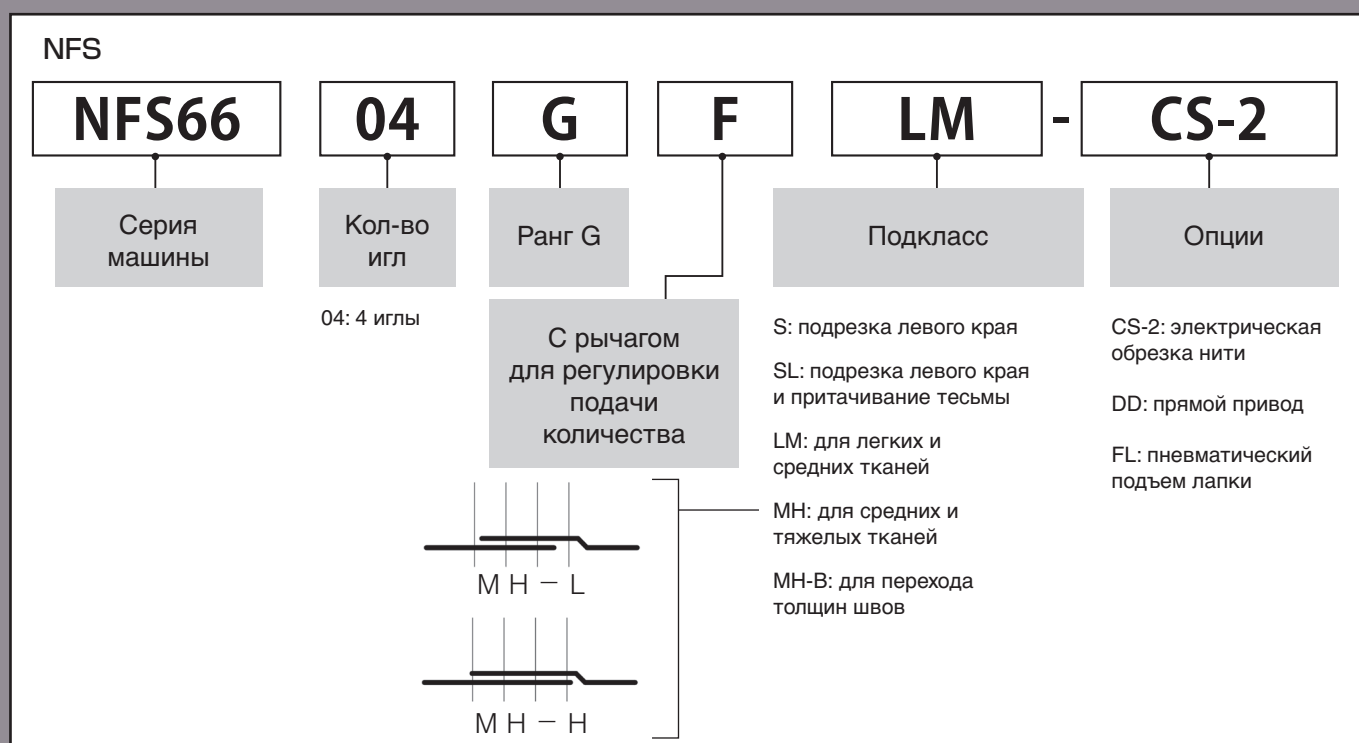 NFS
NFS66 04 G F LM - CS-2
Серия
машины
Кол-во
игл
Ранг G
Подкласс
Опции
04: 4 иглы
С рычагом
для регулировки
подачи
количества
S: подрезка левого края
SL: подрезка левого края
и притачивание тесьмы
LM: для легких и
средних тканей
MH: для средних и
тяжелых тканей
MH-B: для перехода
толщин швов
CS-2: электрическая
обрезка нити
DD: прямой привод
FL: пневматический
подъем лапки
MH – L
MH – H